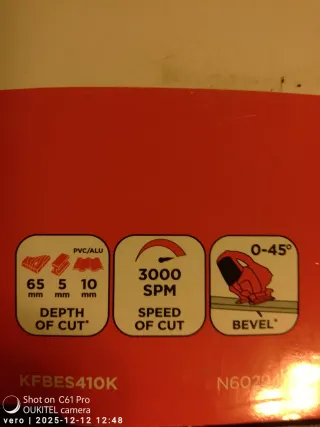 PVC/ALU
65 mm 5 mm 10 mm
DEPTH
OF CUT*
3000
SPM
SPEED
OF CUT
0-45°
BEVEL*
KFBES410K
Shot on C61 Pro
OUKITEL camera
vero | 2025-12-12 12:48